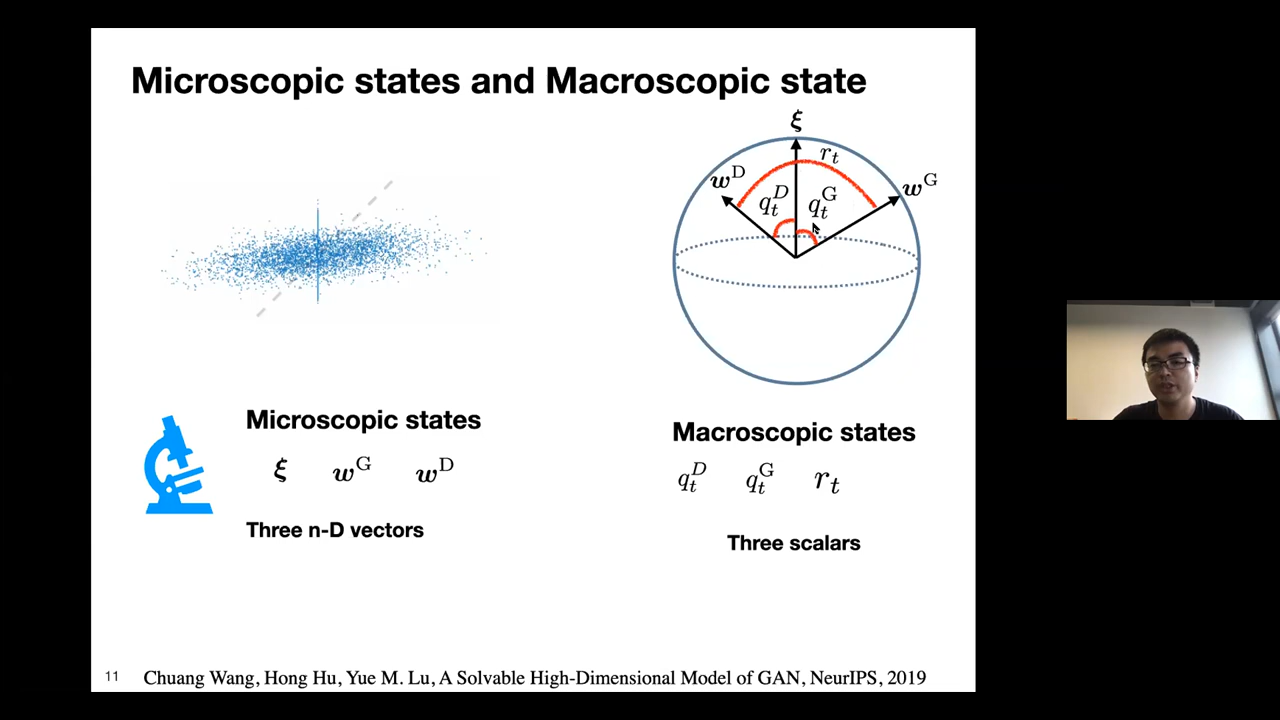 Microscopic states and Macroscopic state
ξ
r_t
w^D
w^G
q_t^D
q_t^G
Microscopic states
ξ w^G w^D
Three n-D vectors
Macroscopic states
q_t^D q_t^G r_t
Three scalars
11 Chuang Wang, Hong Hu, Yue M. Lu, A Solvable High-Dimensional Model of GAN, NeurIPS, 2019